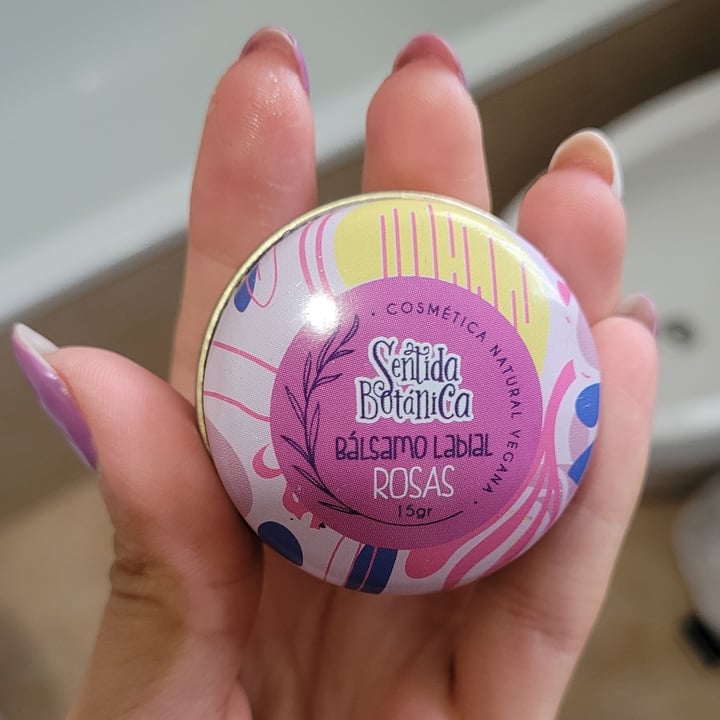 • COSMÉTICA NATURAL VEGANA •
Sentida
Botánica
Bálsamo Labial
ROSAS
15gr